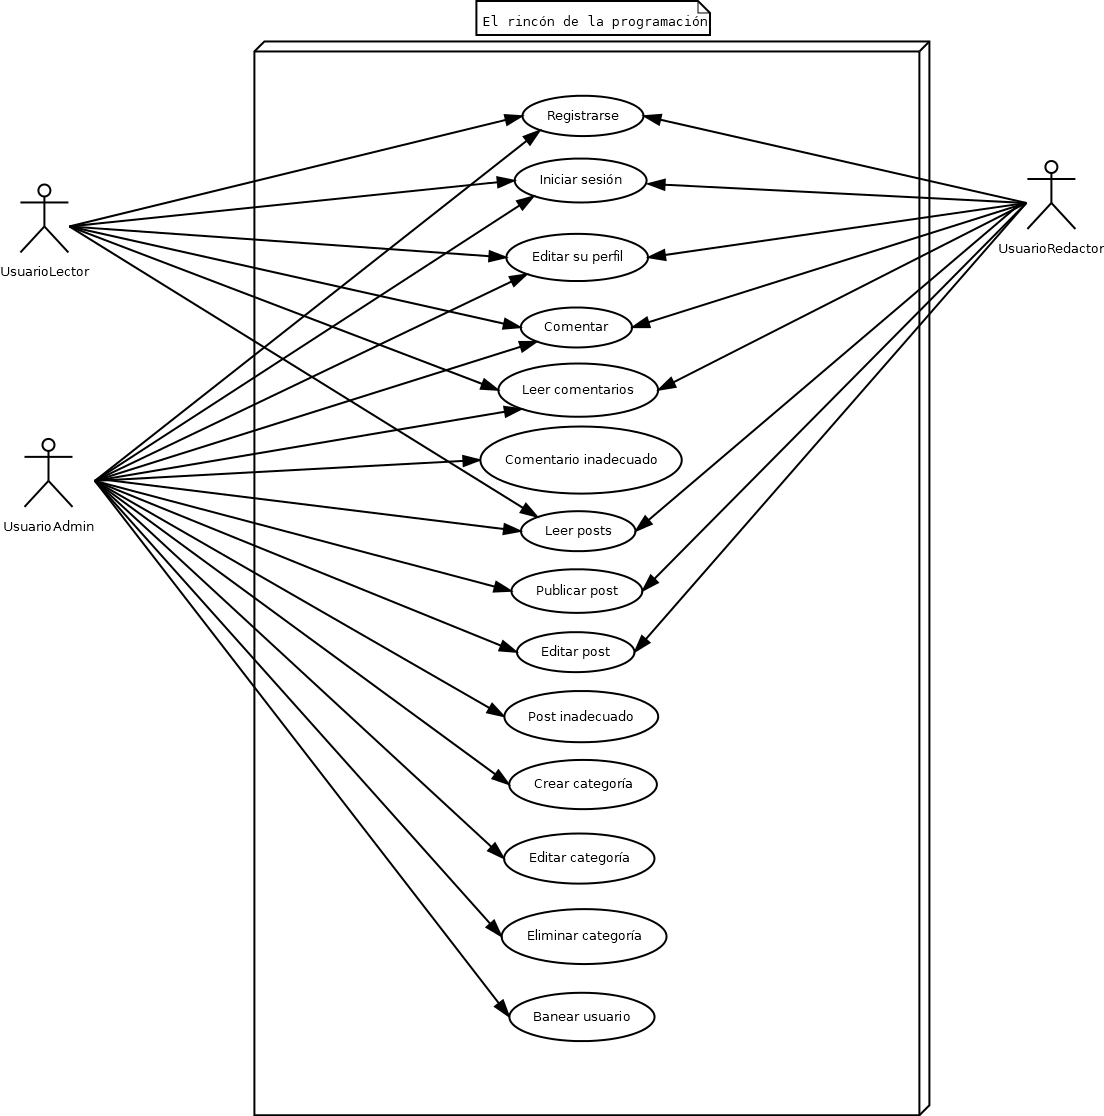 El rincón de la programación
Registrarse
Iniciar sesión
UsuarioLector
UsuarioRedactor
Editar su perfil
Comentar
Leer comentarios
Comentario inadecuado
UsuarioAdmin
Leer posts
Publicar post
Editar post
Post inadecuado
Crear categoría
Editar categoría
Eliminar categoría
Banear usuario